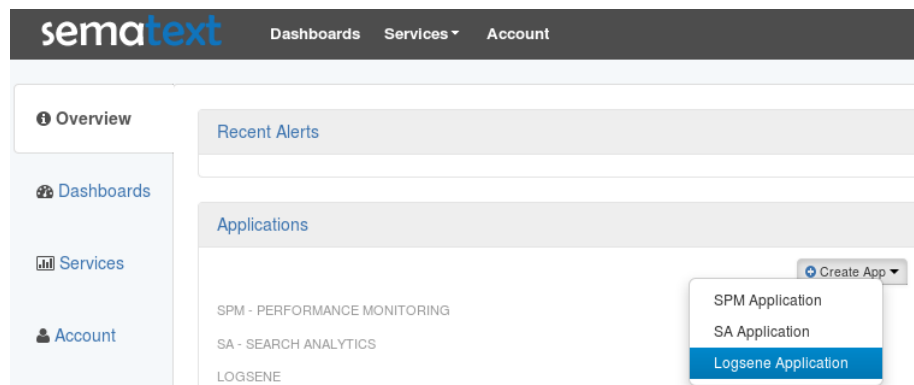 sematext Dashboards Services Account
Overview
Recent Alerts
Dashboards
Applications
Services
Create App
SPM Application
SPM - PERFORMANCE MONITORING
SA Application
Account
SA - SEARCH ANALYTICS
Logsene Application
LOGSENE